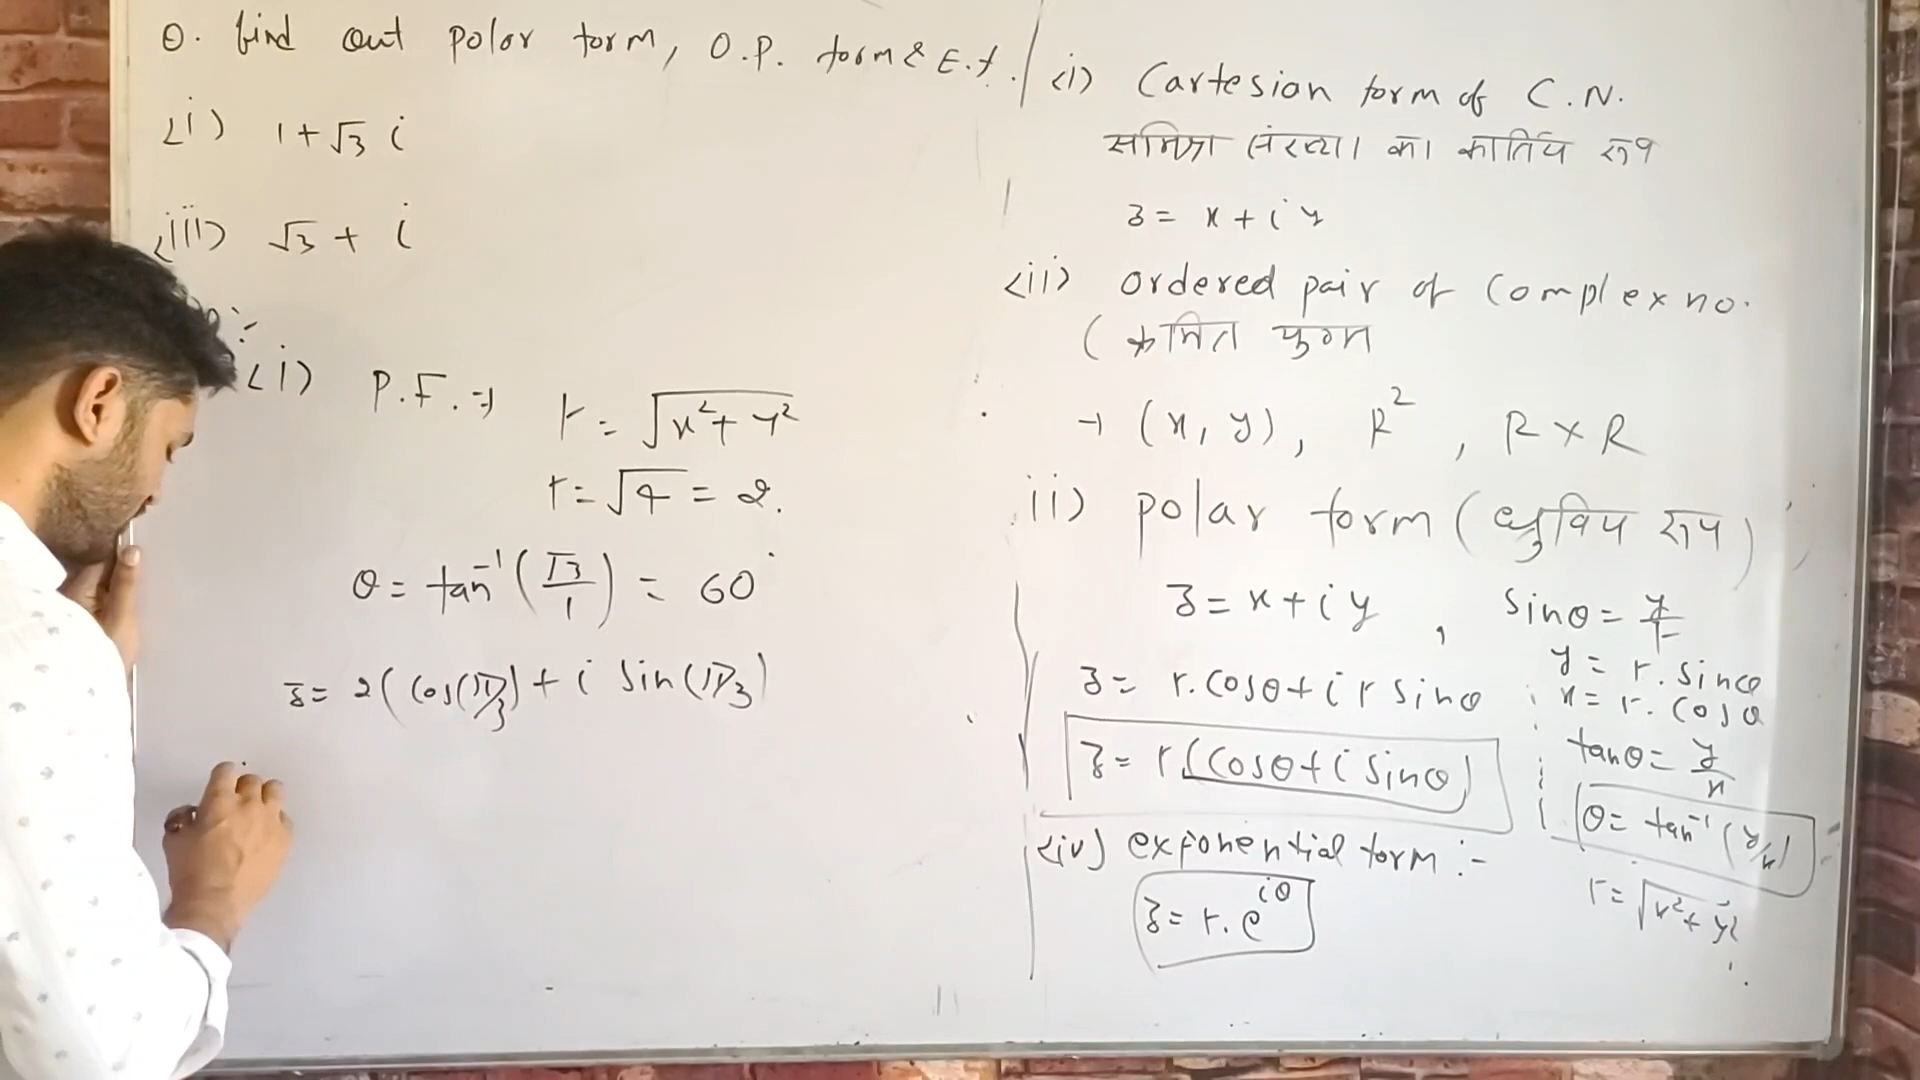 Q. find out polar form, O.P. form & E.f.
(i) 1+√3 i
(iii) √3 + i
(i) P.F. ⇒ r = √x²+y²
r = √4 = 2.
θ = tan⁻¹(√3/1) = 60°
z = 2(cos(π/3) + i sin(π/3)
(i) Cartesian form of C.N.
का कार्तिय रूप
z = x + iy
(ii) ordered pair of complex no.
(क्रमित युग्म
→ (x, y), R², R×R
ii) polar form (ध्रुविय रूप)
z = x + iy, sinθ = y/r
y = r. sinθ
z = r.cosθ + i r sinθ
x = r. cosθ
z = r(cosθ + i sinθ)
tanθ = y/x
θ = tan⁻¹(y/x)
(iv) exponential form :-
r = √x²+y²
z = r. e^iθ